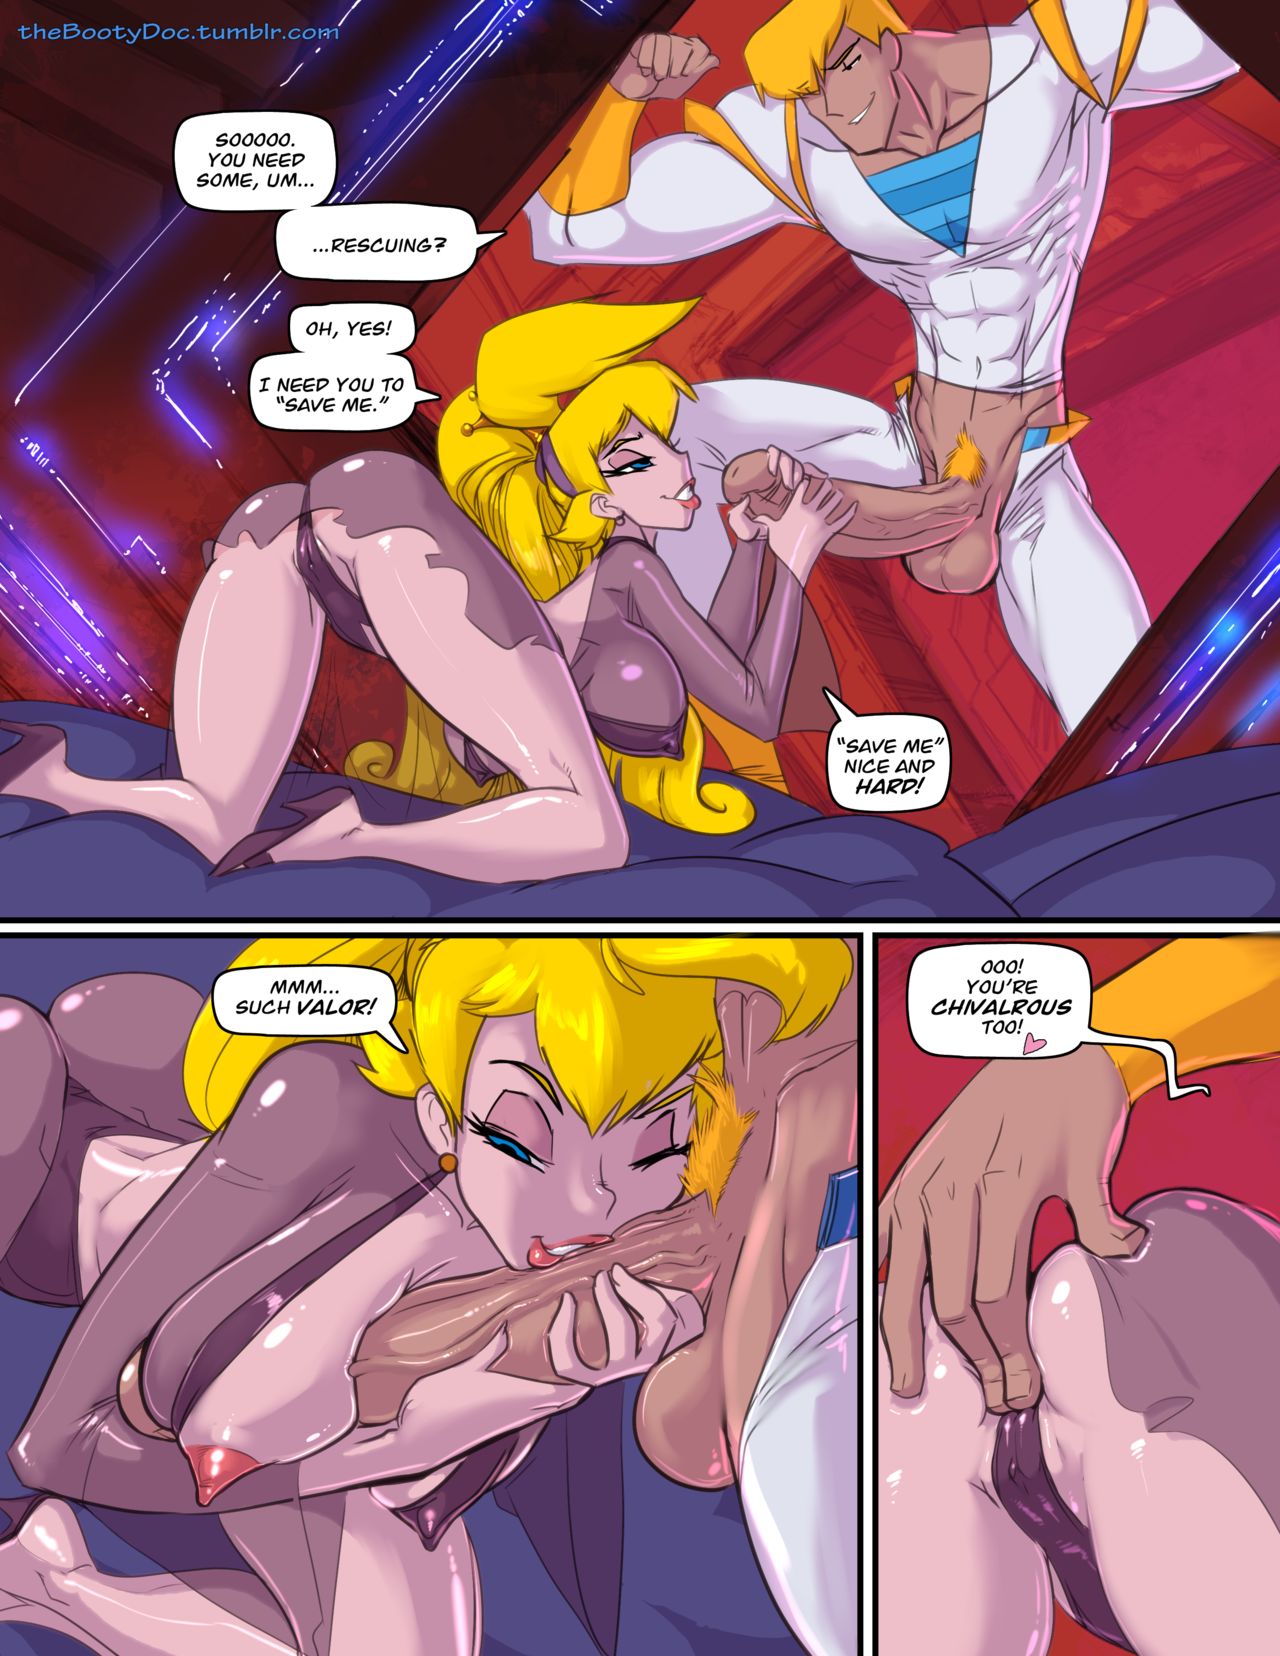 theBootyDoc.tumblr.com
SOOOOO.
YOU NEED
SOME, UM...
...RESCUING?
OH, YES!
I NEED YOU TO
"SAVE ME."
"SAVE ME"
NICE AND
HARD!
MMM...
SUCH VALOR!
OOO!
YOU'RE
CHIVALROUS
TOO!